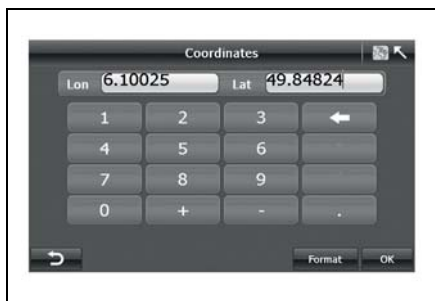 Coordinates
Lon 6.10025 Lat 49.84824
1 2 3
4 5 6
7 8 9
0 + - .
Format OK